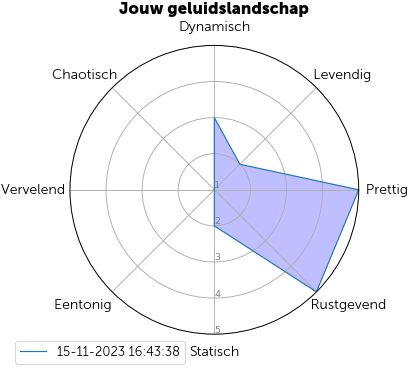 Jouw geluidslandschap
Dynamisch
Chaotisch
Levendig
Vervelend
1
Prettig
2
3
4
Eentonig
Rustgevend
5
15-11-2023 16:43:38
Statisch